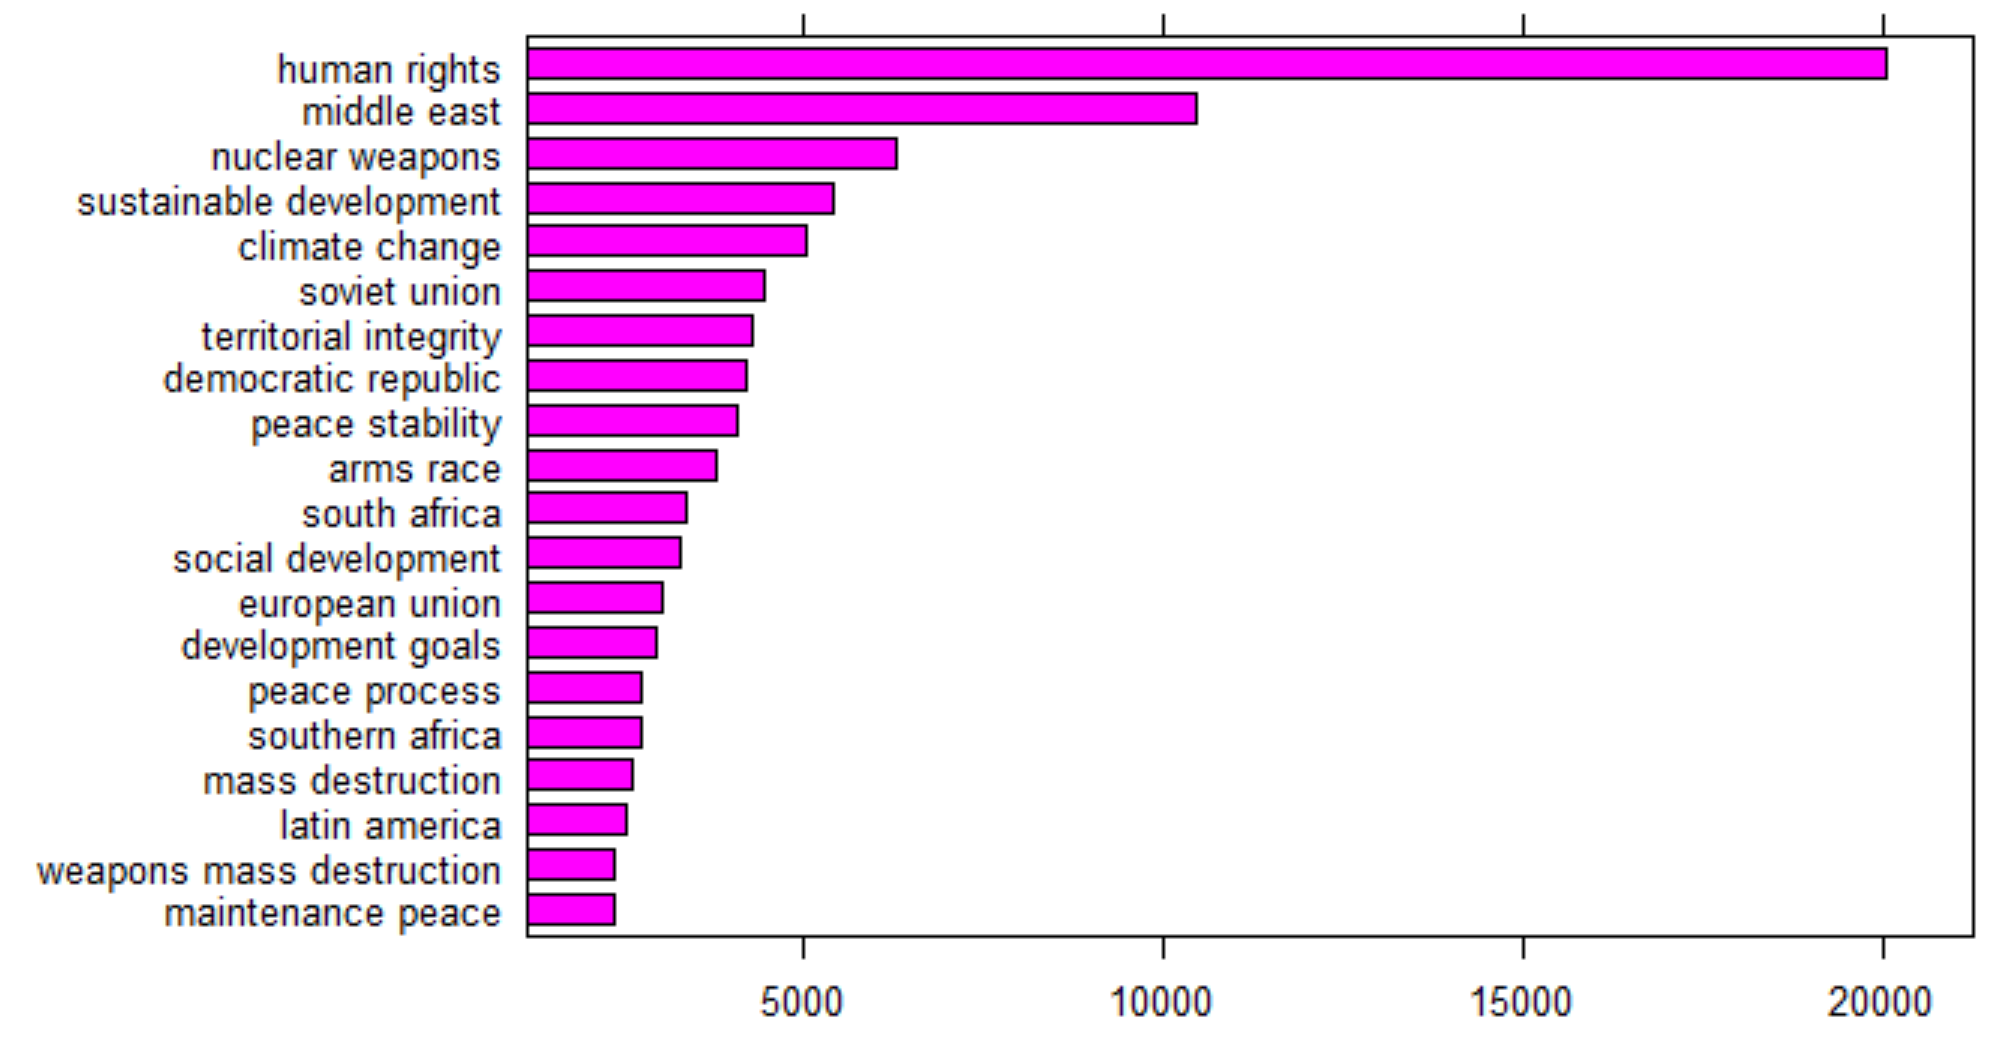 human rights
middle east
nuclear weapons
sustainable development
climate change
soviet union
territorial integrity
democratic republic
peace stability
arms race
south africa
social development
european union
development goals
peace process
southern africa
mass destruction
latin america
weapons mass destruction
maintenance peace
5000 10000 15000 20000